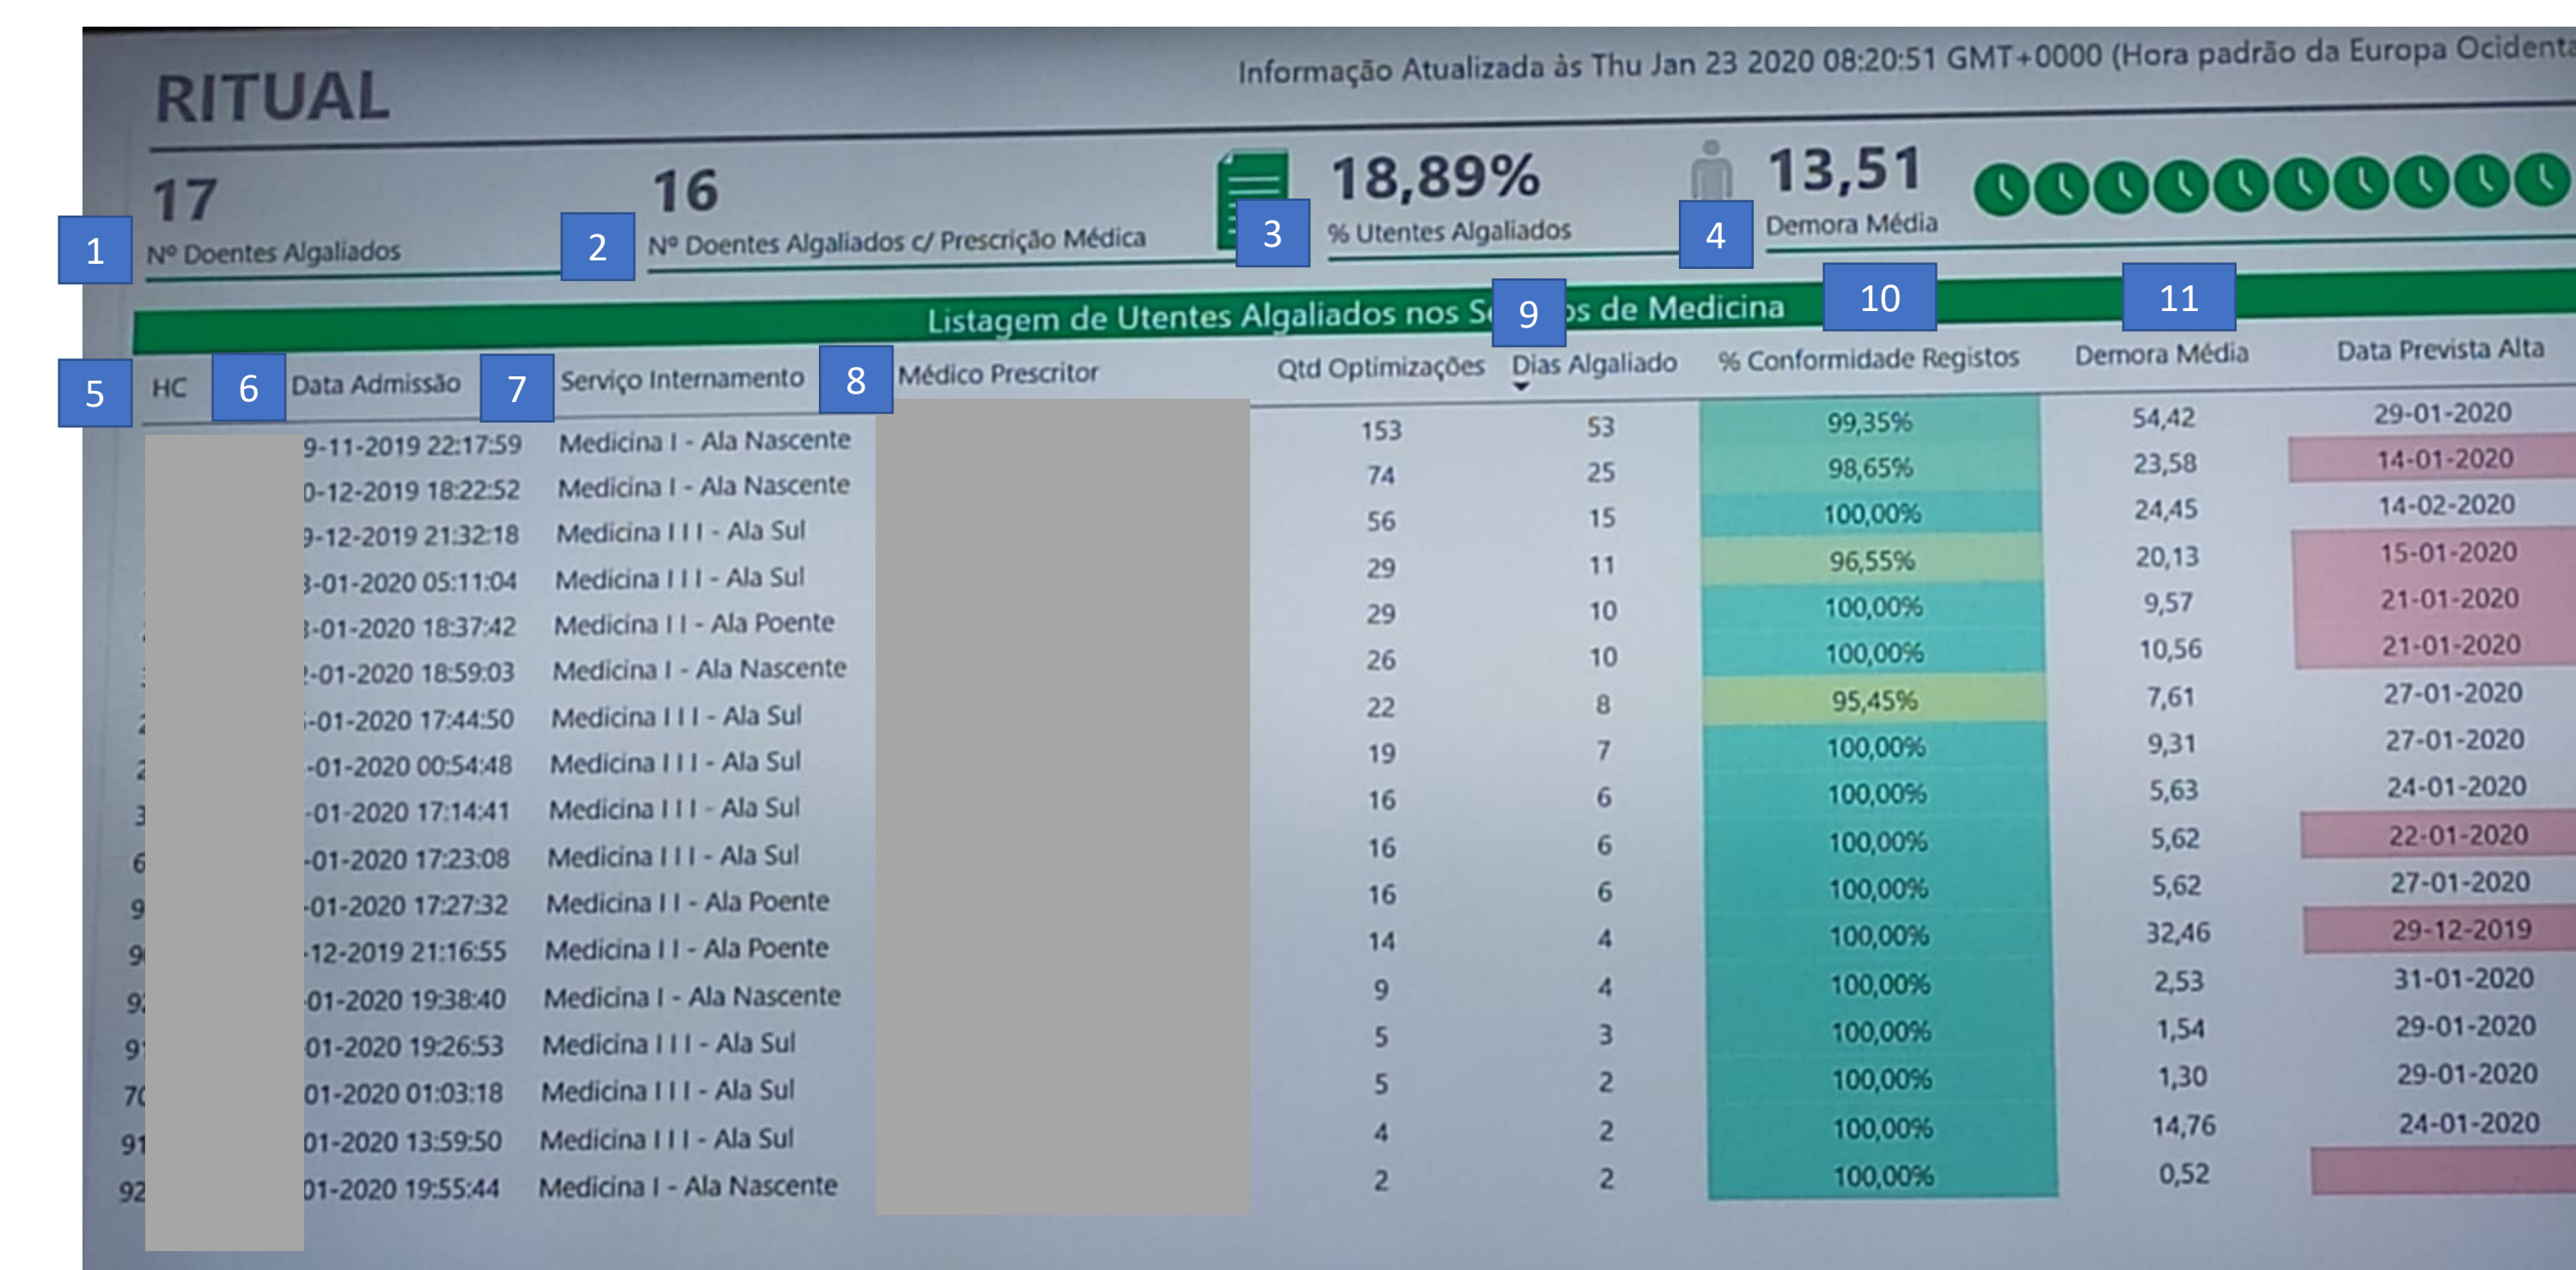 RITUAL
Informação Atualizada às Thu Jan 23 2020 08:20:51 GMT+0000 (Hora padrão da Europa Ocidenta
17 16 18,89% 13,51
1 Nº Doentes Algaliados 2 Nº Doentes Algaliados c/ Prescrição Médica 3 % Utentes Algaliados 4 Demora Média
9 10 11
Listagem de Utentes Algaliados nos S os de Medicina
5 HC 6 Data Admissão 7 Serviço Internamento 8 Médico Prescritor Qtd Optimizações Dias Algaliado % Conformidade Registos Demora Média Data Prevista Alta
9-11-2019 22:17:59 Medicina I - Ala Nascente 153 53 99,35% 54,42 29-01-2020
0-12-2019 18:22:52 Medicina I - Ala Nascente 74 25 98,65% 23,58 14-01-2020
9-12-2019 21:32:18 Medicina I I I - Ala Sul 56 15 100,00% 24,45 14-02-2020
3-01-2020 05:11:04 Medicina I I I - Ala Sul 29 11 96,55% 20,13 15-01-2020
-01-2020 18:37:42 Medicina I I - Ala Poente 29 10 100,00% 9,57 21-01-2020
-01-2020 18:59:03 Medicina I - Ala Nascente 26 10 100,00% 10,56 21-01-2020
2 -01-2020 17:44:50 Medicina I I I - Ala Sul 22 8 95,45% 7,61 27-01-2020
2 -01-2020 00:54:48 Medicina I I I - Ala Sul 19 7 100,00% 9,31 27-01-2020
3 -01-2020 17:14:41 Medicina I I I - Ala Sul 16 6 100,00% 5,63 24-01-2020
6 -01-2020 17:23:08 Medicina I I I - Ala Sul 16 6 100,00% 5,62 22-01-2020
9 -01-2020 17:27:32 Medicina I I - Ala Poente 16 6 100,00% 5,62 27-01-2020
9 -12-2019 21:16:55 Medicina I I - Ala Poente 14 4 100,00% 32,46 29-12-2019
92 -01-2020 19:38:40 Medicina I - Ala Nascente 9 4 100,00% 2,53 31-01-2020
91 01-2020 19:26:53 Medicina I I I - Ala Sul 5 3 100,00% 1,54 29-01-2020
70 01-2020 01:03:18 Medicina I I I - Ala Sul 5 2 100,00% 1,30 29-01-2020
91 01-2020 13:59:50 Medicina I I I - Ala Sul 4 2 100,00% 14,76 24-01-2020
92 01-2020 19:55:44 Medicina I - Ala Nascente 2 2 100,00% 0,52